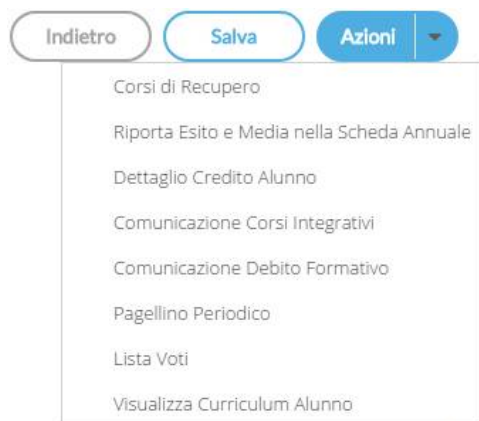 Indietro Salva Azioni
Corsi di Recupero
Riporta Esito e Media nella Scheda Annuale
Dettaglio Credito Alunno
Comunicazione Corsi Integrativi
Comunicazione Debito Formativo
Pagellino Periodico
Lista Voti
Visualizza Curriculum Alunno